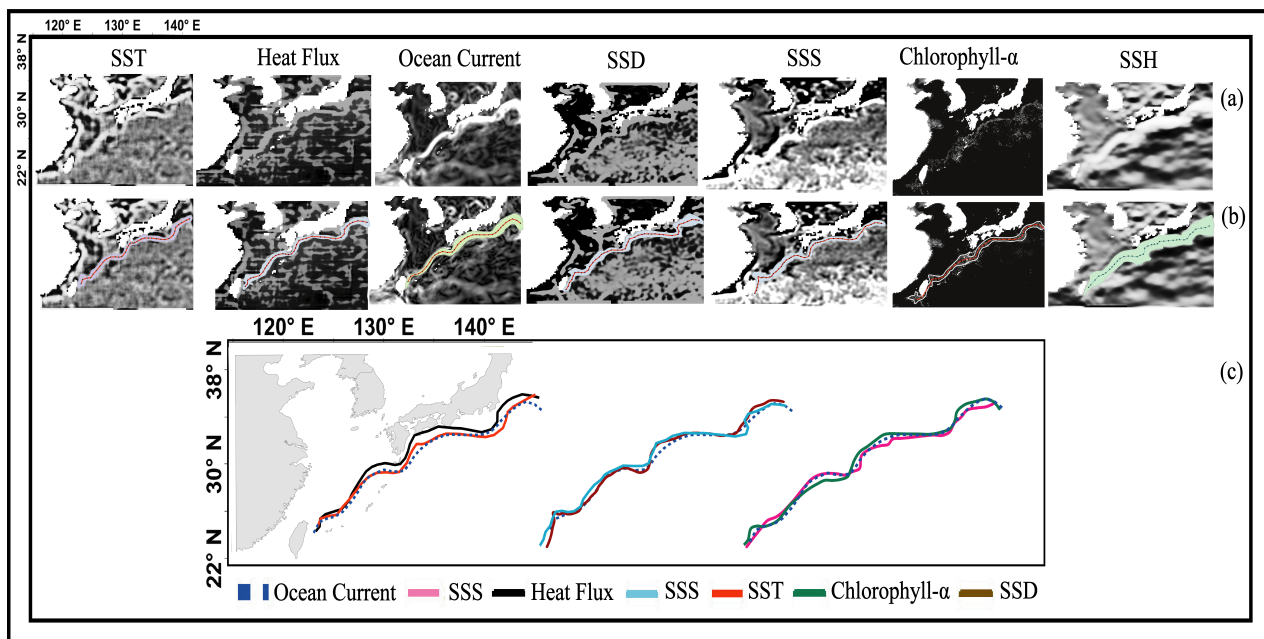 120° E 130° E 140° E
38° N
30° N
22° N
SST Heat Flux Ocean Current SSD SSS Chlorophyll-α SSH
(a)
(b)
120° E 130° E 140° E
38° N
30° N
22° N
(c)
Ocean Current SSS Heat Flux SSS SST Chlorophyll-α SSD